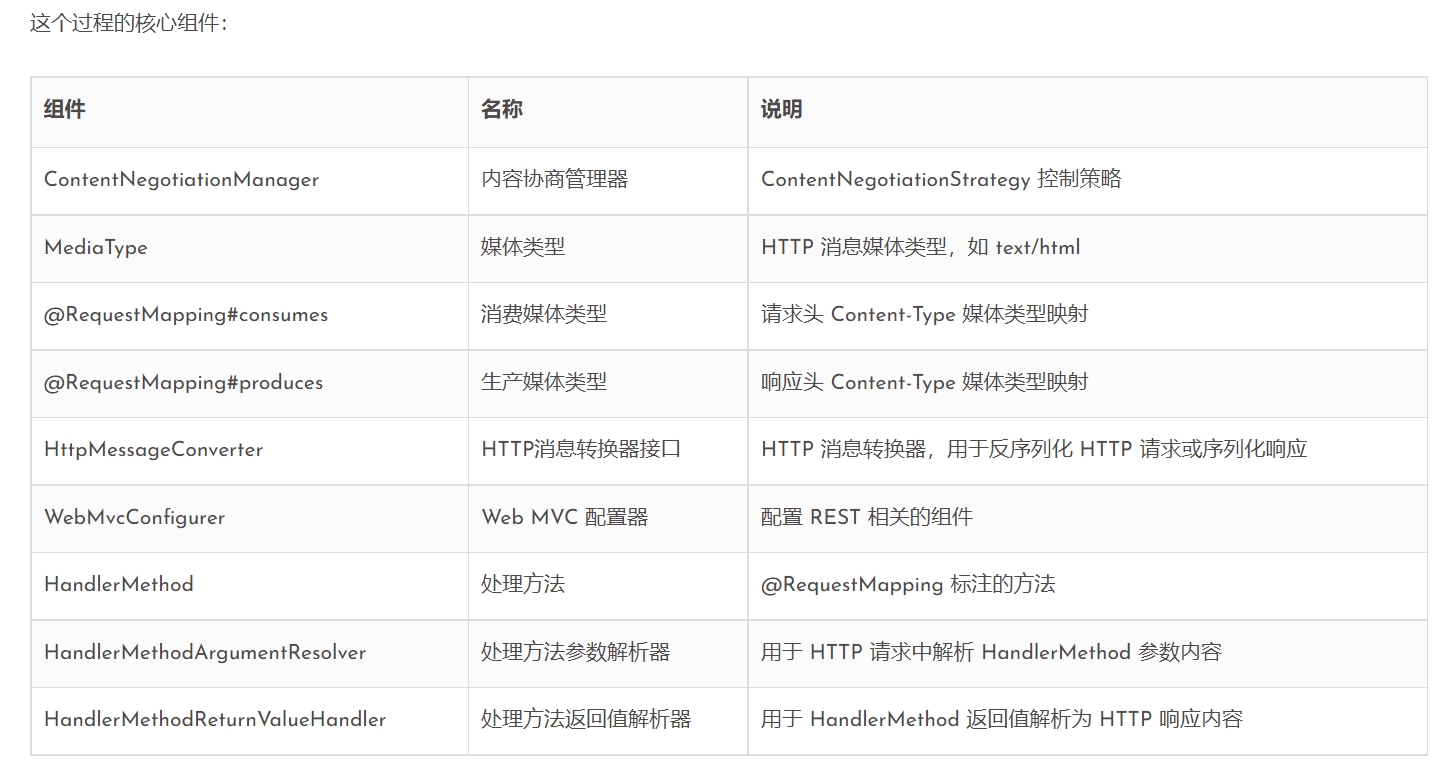 这个过程的核心组件：
组件 名称 说明
ContentNegotiationManager 内容协商管理器 ContentNegotiationStrategy 控制策略
MediaType 媒体类型 HTTP 消息媒体类型，如 text/html
@RequestMapping#consumes 消费媒体类型 请求头 Content-Type 媒体类型映射
@RequestMapping#produces 生产媒体类型 响应头 Content-Type 媒体类型映射
HttpMessageConverter HTTP消息转换器接口 HTTP 消息转换器，用于反序列化 HTTP 请求或序列化响应
WebMvcConfigurer Web MVC 配置器 配置 REST 相关的组件
HandlerMethod 处理方法 @RequestMapping 标注的方法
HandlerMethodArgumentResolver 处理方法参数解析器 用于 HTTP 请求中解析 HandlerMethod 参数内容
HandlerMethodReturnValueHandler 处理方法返回值解析器 用于 HandlerMethod 返回值解析为 HTTP 响应内容